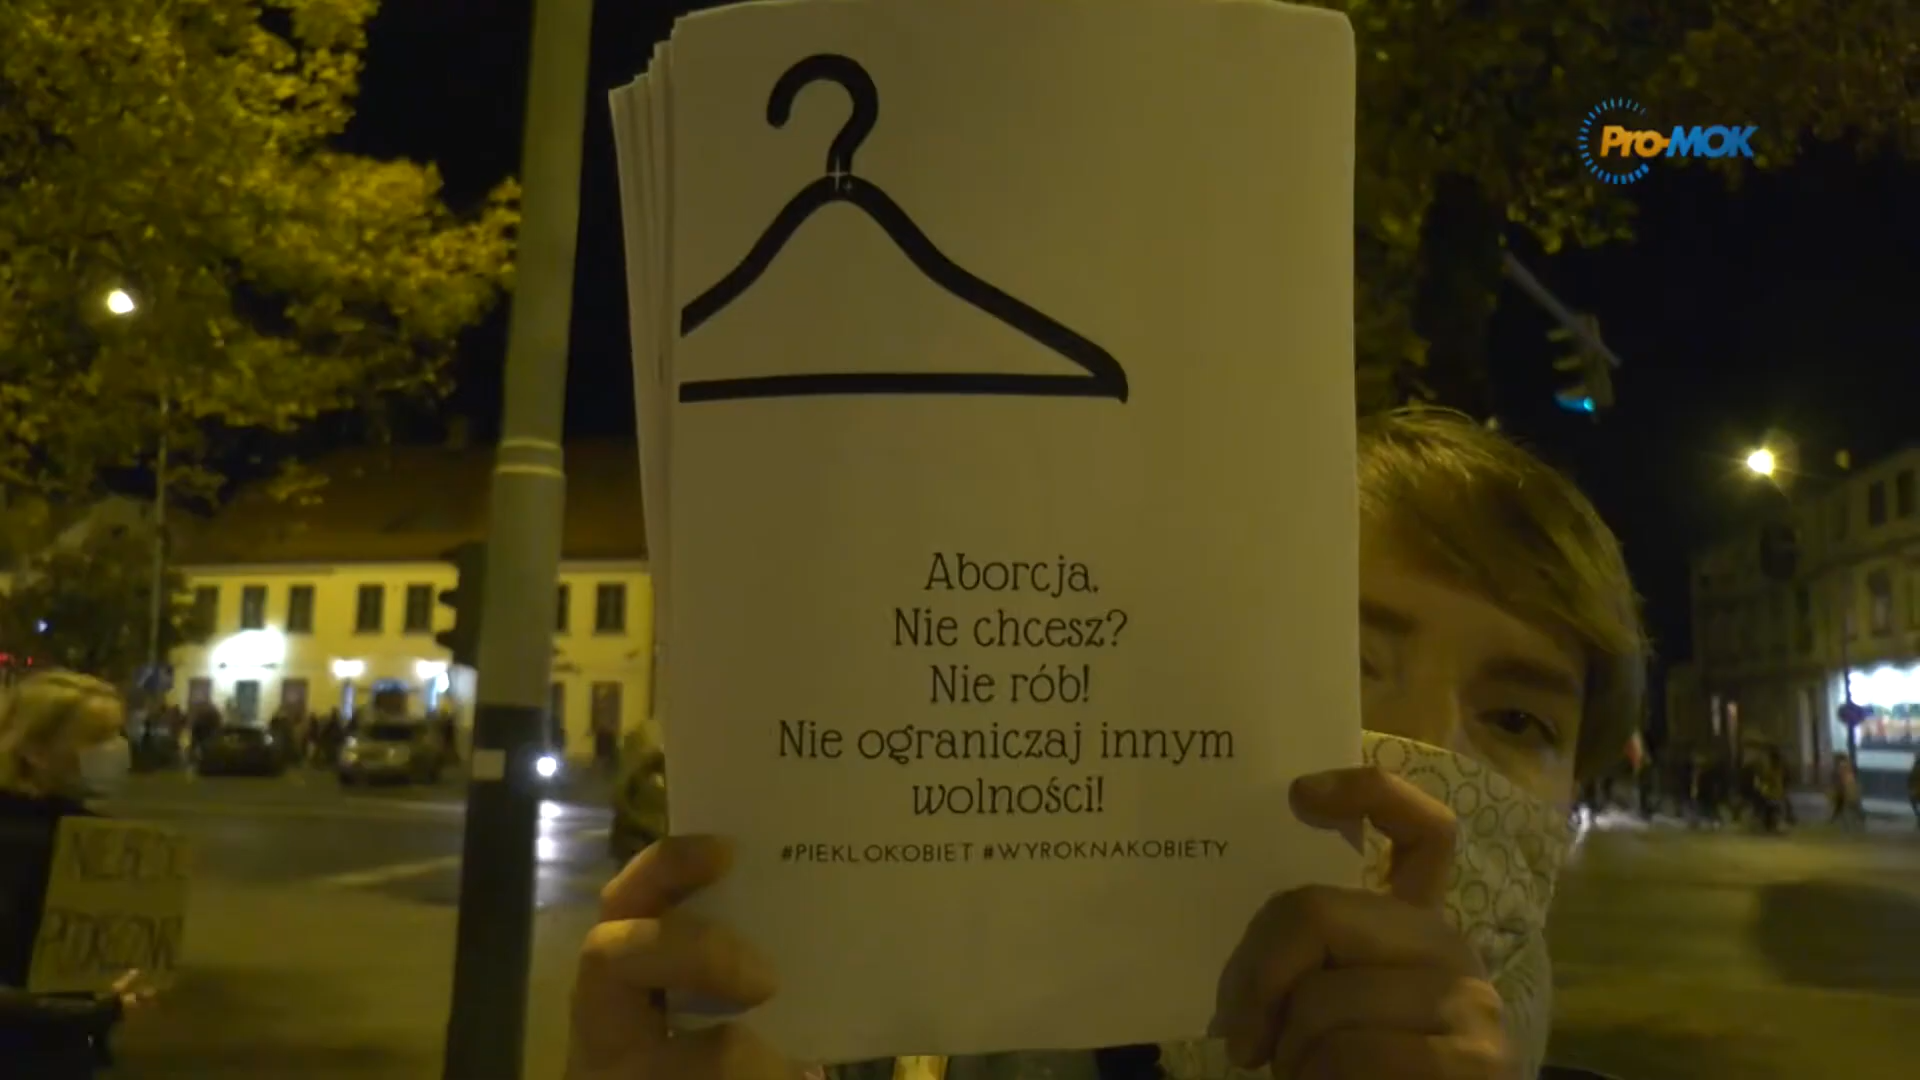 Pro-MOK
Aborcja.
Nie chcesz?
Nie rób!
Nie ograniczaj innym
wolności!
#PIEKLOKOBIET #WYROKNAKOBIETY